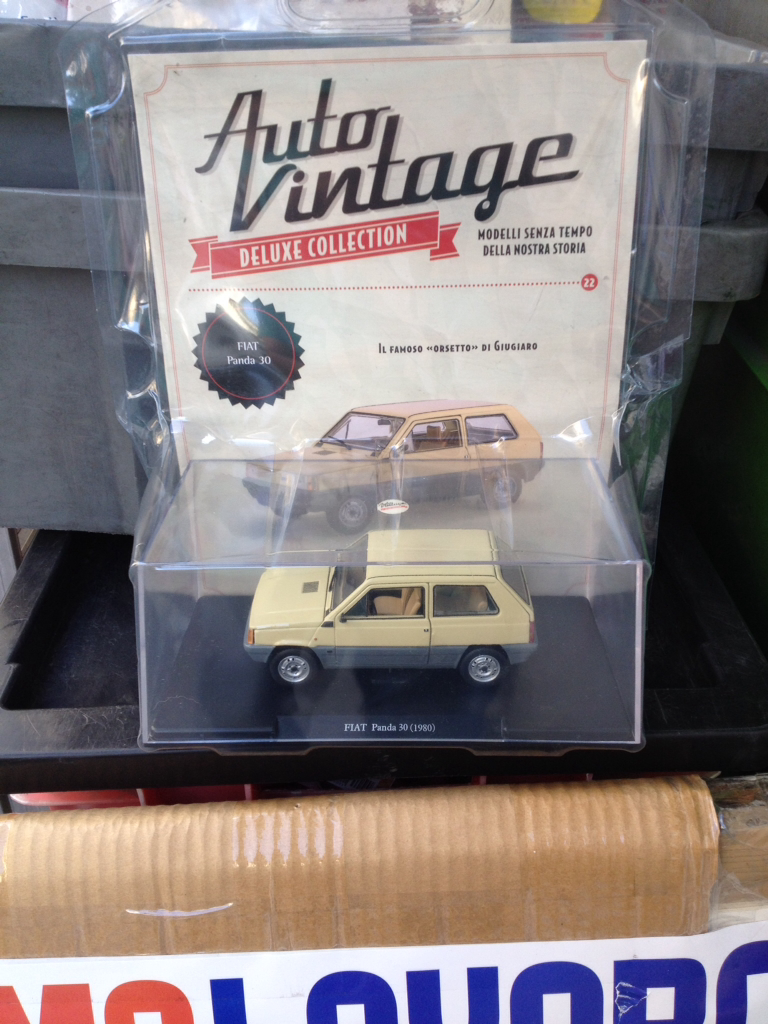 Auto
Vintage
DELUXE COLLECTION
MODELLI SENZA TEMPO
DELLA NOSTRA STORIA
22
FIAT
Panda 30
IL FAMOSO «ORSETTO» DI GIUGIARO
FIAT Panda 30 (1980)